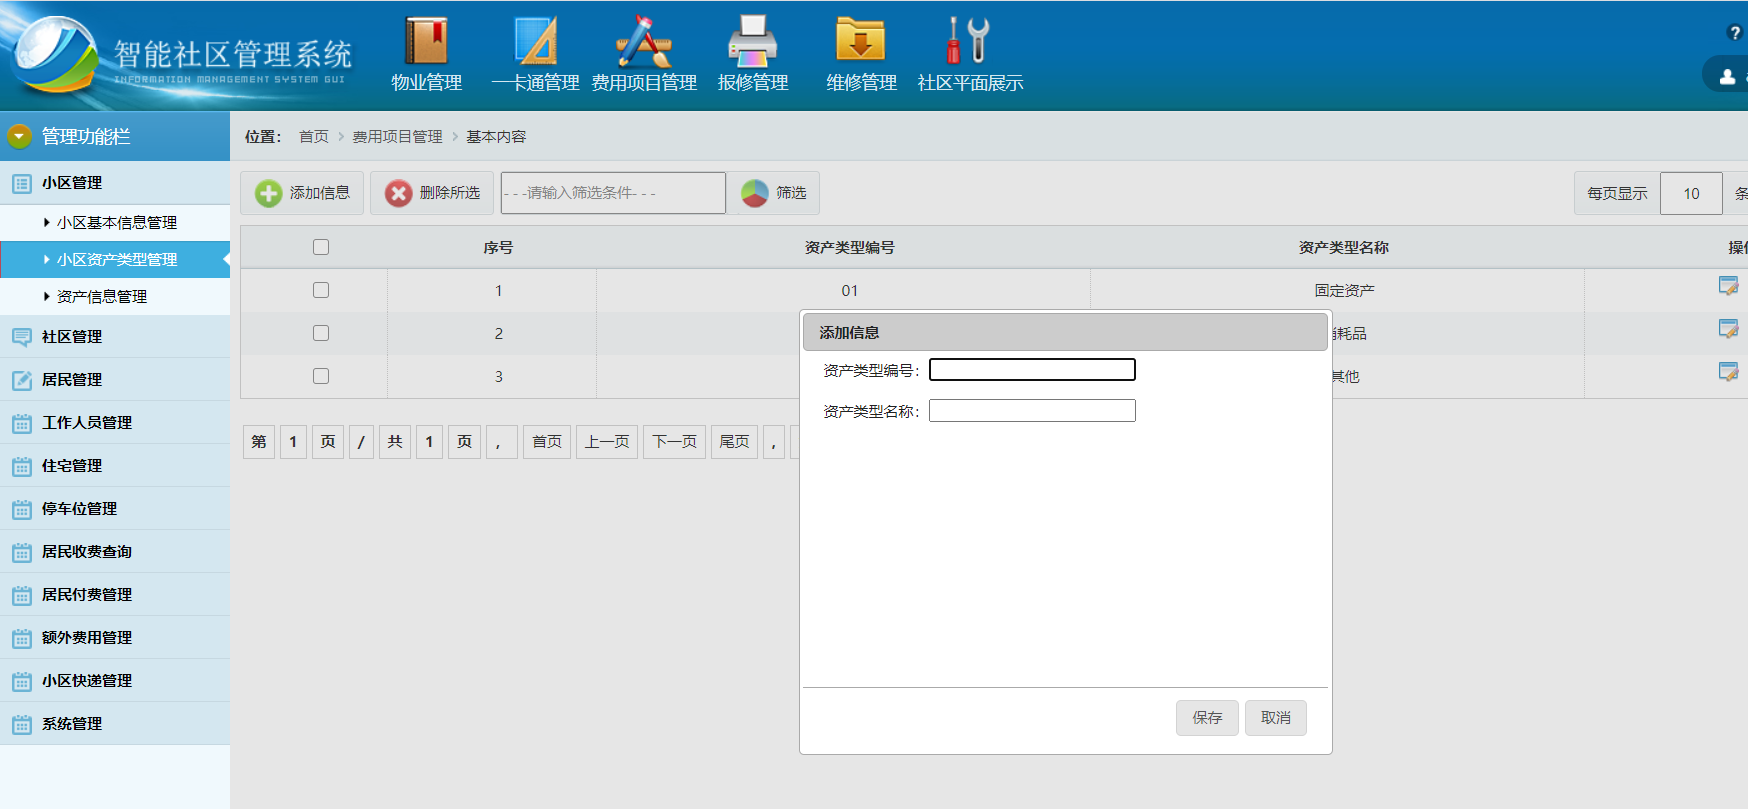 智能社区管理系统
INFORMATION MANAGEMENT SYSTEM GUI
物业管理
一卡通管理
费用项目管理
报修管理
维修管理
社区平面展示
?
管理功能栏
小区管理
小区基本信息管理
小区资产类型管理
资产信息管理
社区管理
居民管理
工作人员管理
住宅管理
停车位管理
居民收费查询
居民付费管理
额外费用管理
小区快递管理
系统管理
位置： 首页 > 费用项目管理 > 基本内容
添加信息 删除所选 - - -请输入筛选条件- - - 筛选 每页显示 10 条
序号 资产类型编号 资产类型名称
1 01 固定资产
2 耗品
3 其他
第 1 页 / 共 1 页 , 首页 上一页 下一页 尾页 ,
添加信息
资产类型编号：
资产类型名称：
保存 取消